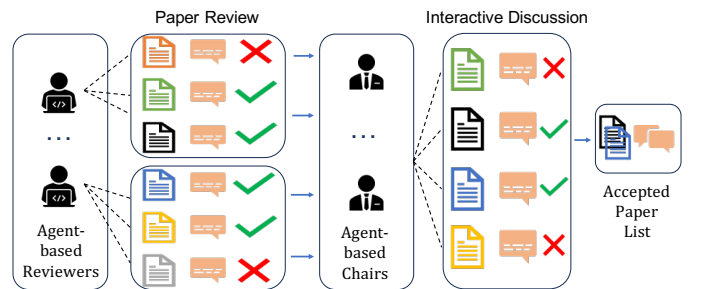 Paper Review
Interactive Discussion
...
Agent-
based
Reviewers
...
Agent-
based
Chairs
Accepted
Paper
List